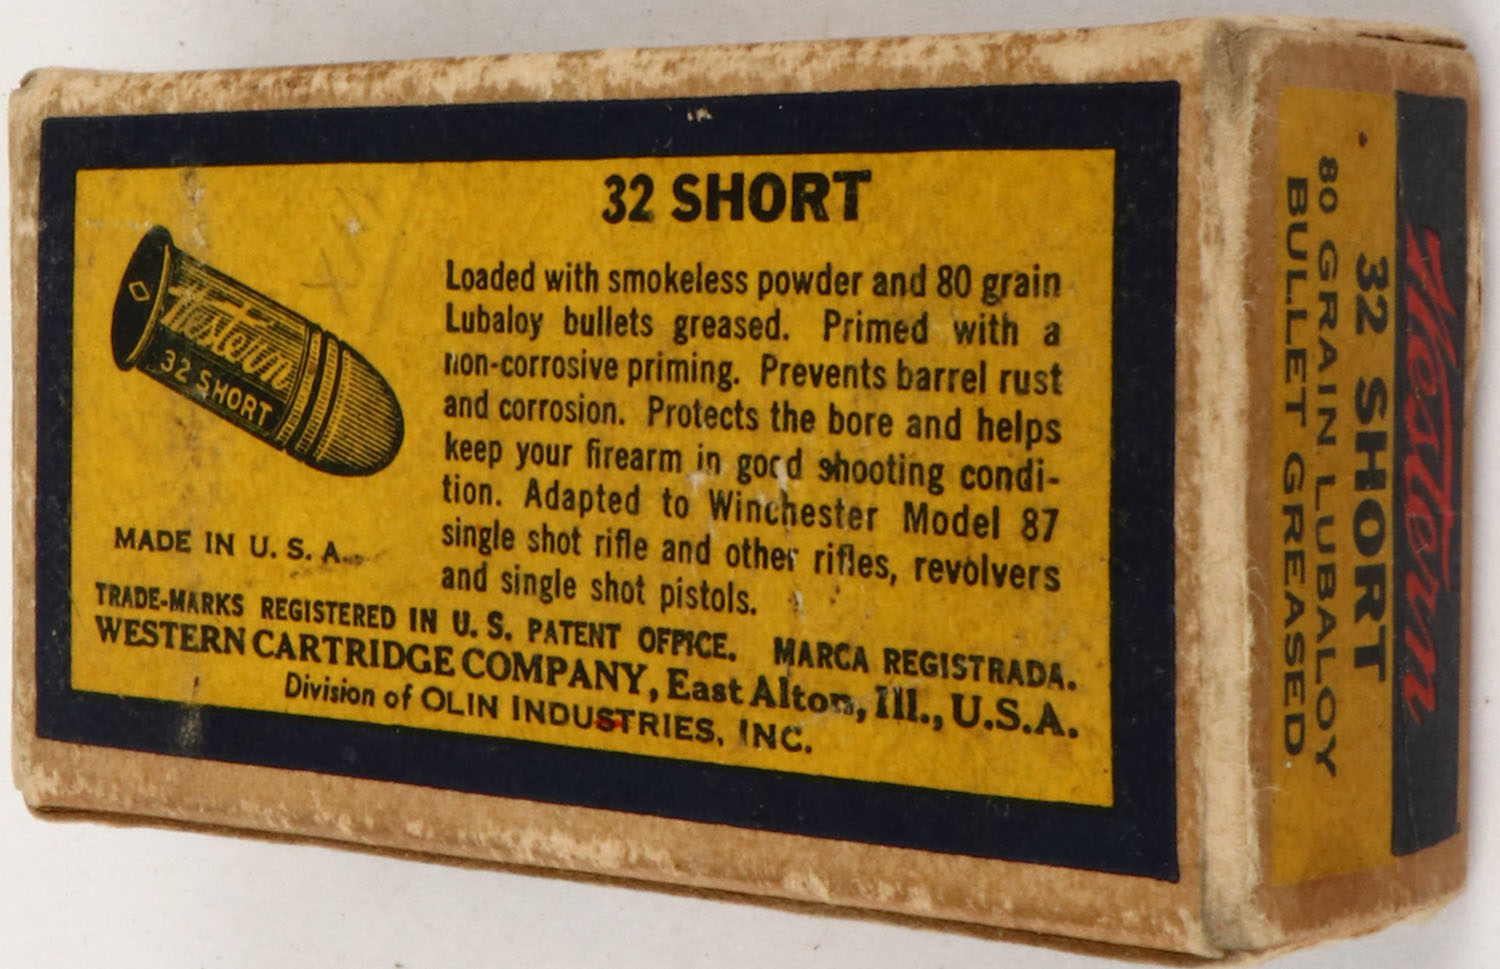 32 SHORT
Loaded with smokeless powder and 80 grain
Lubaloy bullets greased. Primed with a
non-corrosive priming. Prevents barrel rust
and corrosion. Protects the bore and helps
keep your firearm in good shooting condi-
tion. Adapted to Winchester Model 87
single shot rifle and other rifles, revolvers
and single shot pistols.
Western
32 SHORT
MADE IN U. S. A.
TRADE-MARKS REGISTERED IN U. S. PATENT OFFICE. MARCA REGISTRADA.
WESTERN CARTRIDGE COMPANY, East Alton, Ill., U.S.A.
Division of OLIN INDUSTRIES, INC.
Western
32 SHORT
80 GRAIN LUBALOY
BULLET GREASED